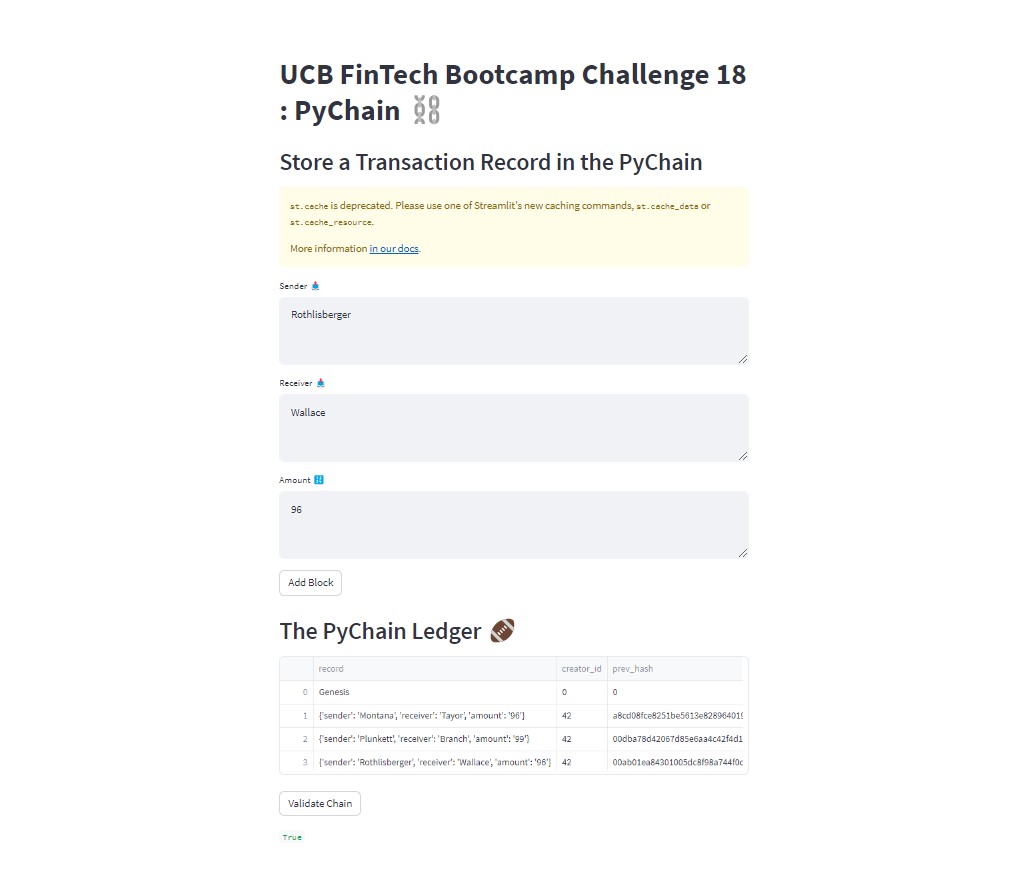 UCB FinTech Bootcamp Challenge 18
: PyChain
Store a Transaction Record in the PyChain
st.cache is deprecated. Please use one of Streamlit's new caching commands, st.cache_data or
st.cache_resource.
More information in our docs.
Sender
Rothlisberger
Receiver
Wallace
Amount
96
Add Block
The PyChain Ledger
record creator_id prev_hash
0 Genesis 0 0
1 {'sender': 'Montana', 'receiver': 'Tayor', 'amount': '96'} 42 a8cd08fce8251be5613e828964019
2 {'sender': 'Plunkett', 'receiver': 'Branch', 'amount': '99'} 42 00dba78d42067d85e6aa4c42f4d1
3 {'sender': 'Rothlisberger', 'receiver': 'Wallace', 'amount': '96'} 42 00ab01ea84301005dc8f98a744f0c
Validate Chain
True